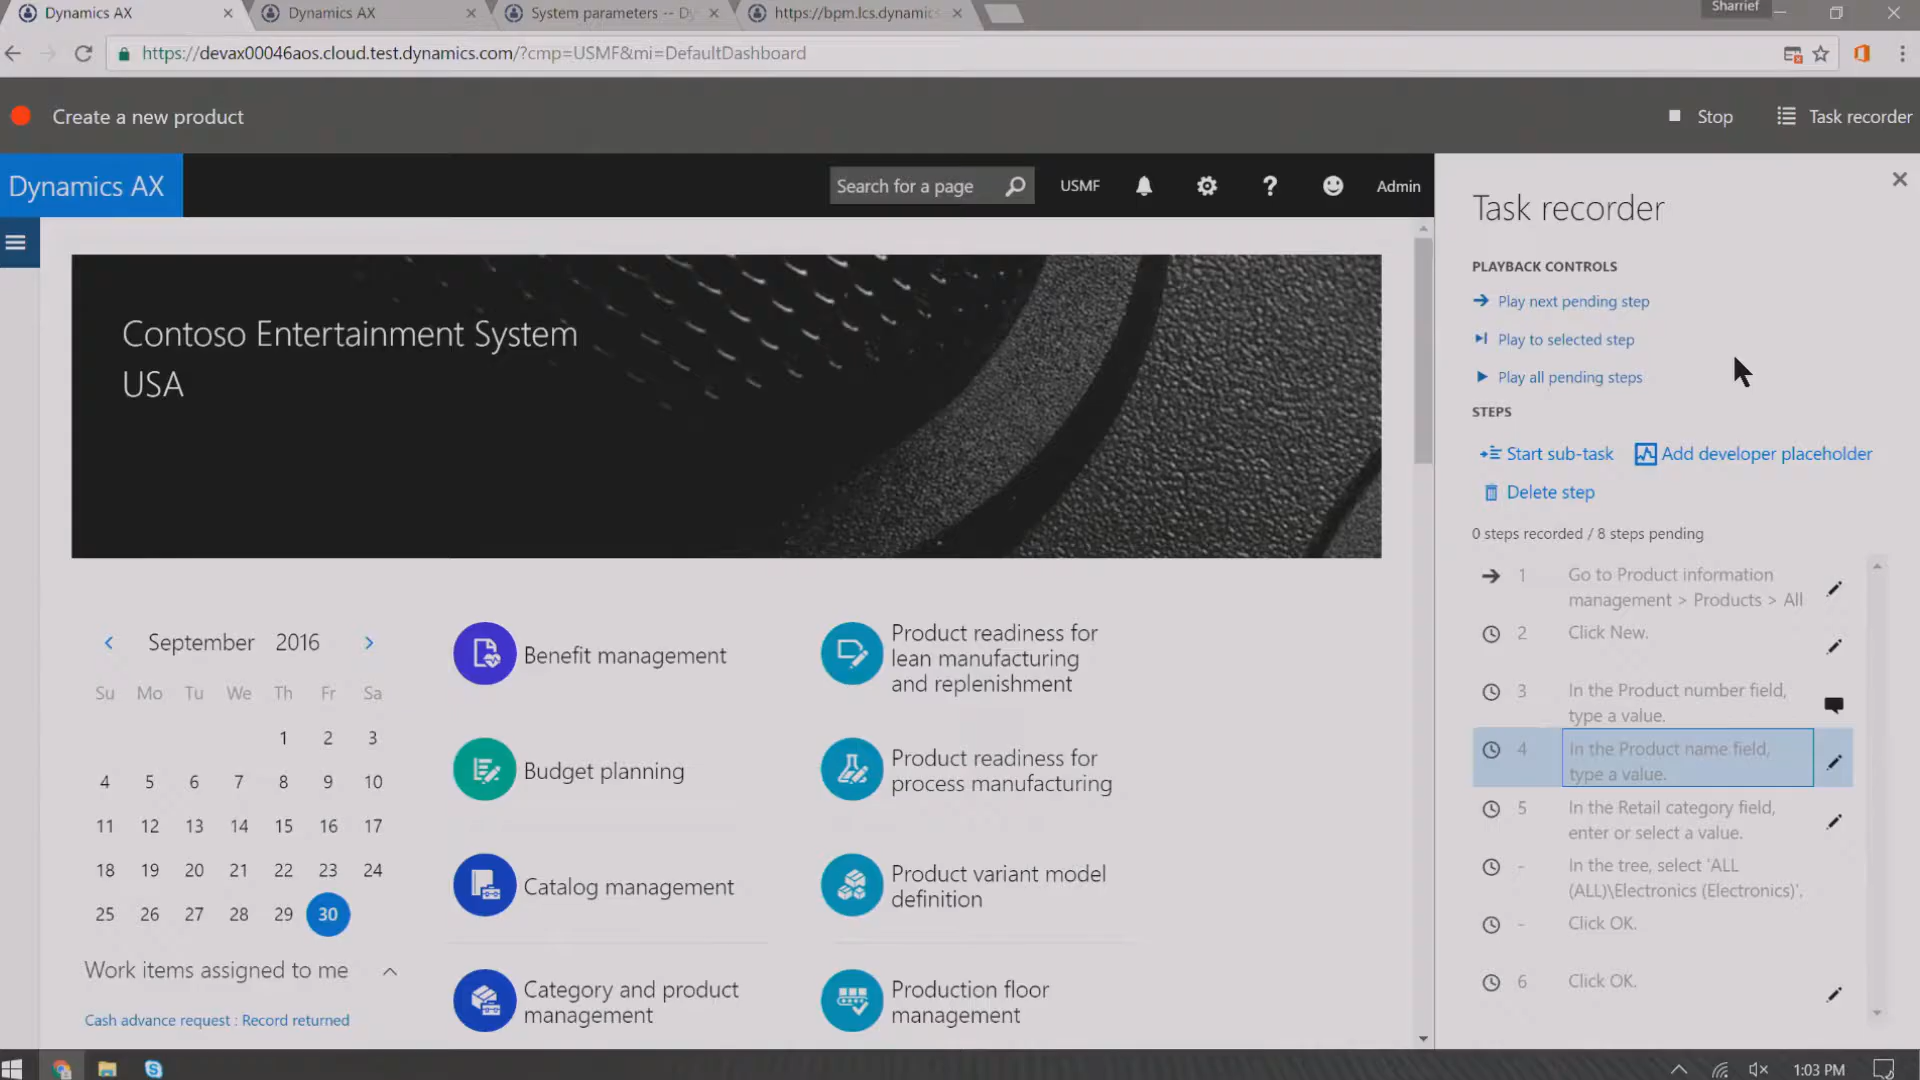 Dynamics AX
Dynamics AX
System parameters -- Dy
https://bpm.lcs.dynamics
Sharrief
https://devax00046aos.cloud.test.dynamics.com/?cmp=USMF&mi=DefaultDashboard
Create a new product
Stop
Task recorder
Dynamics AX
Search for a page
USMF
Admin
Contoso Entertainment System
USA
September 2016
Su Mo Tu We Th Fr Sa
1 2 3
4 5 6 7 8 9 10
11 12 13 14 15 16 17
18 19 20 21 22 23 24
25 26 27 28 29 30
Work items assigned to me
Cash advance request : Record returned
Benefit management
Budget planning
Catalog management
Category and product
management
Product readiness for
lean manufacturing
and replenishment
Product readiness for
process manufacturing
Product variant model
definition
Production floor
management
Task recorder
PLAYBACK CONTROLS
Play next pending step
Play to selected step
Play all pending steps
STEPS
Start sub-task
Add developer placeholder
Delete step
0 steps recorded / 8 steps pending
1 Go to Product information
management > Products > All
2 Click New.
3 In the Product number field,
type a value.
4 In the Product name field,
type a value.
5 In the Retail category field,
enter or select a value.
- In the tree, select 'ALL
(ALL)\Electronics (Electronics)'.
- Click OK.
6 Click OK.
1:03 PM